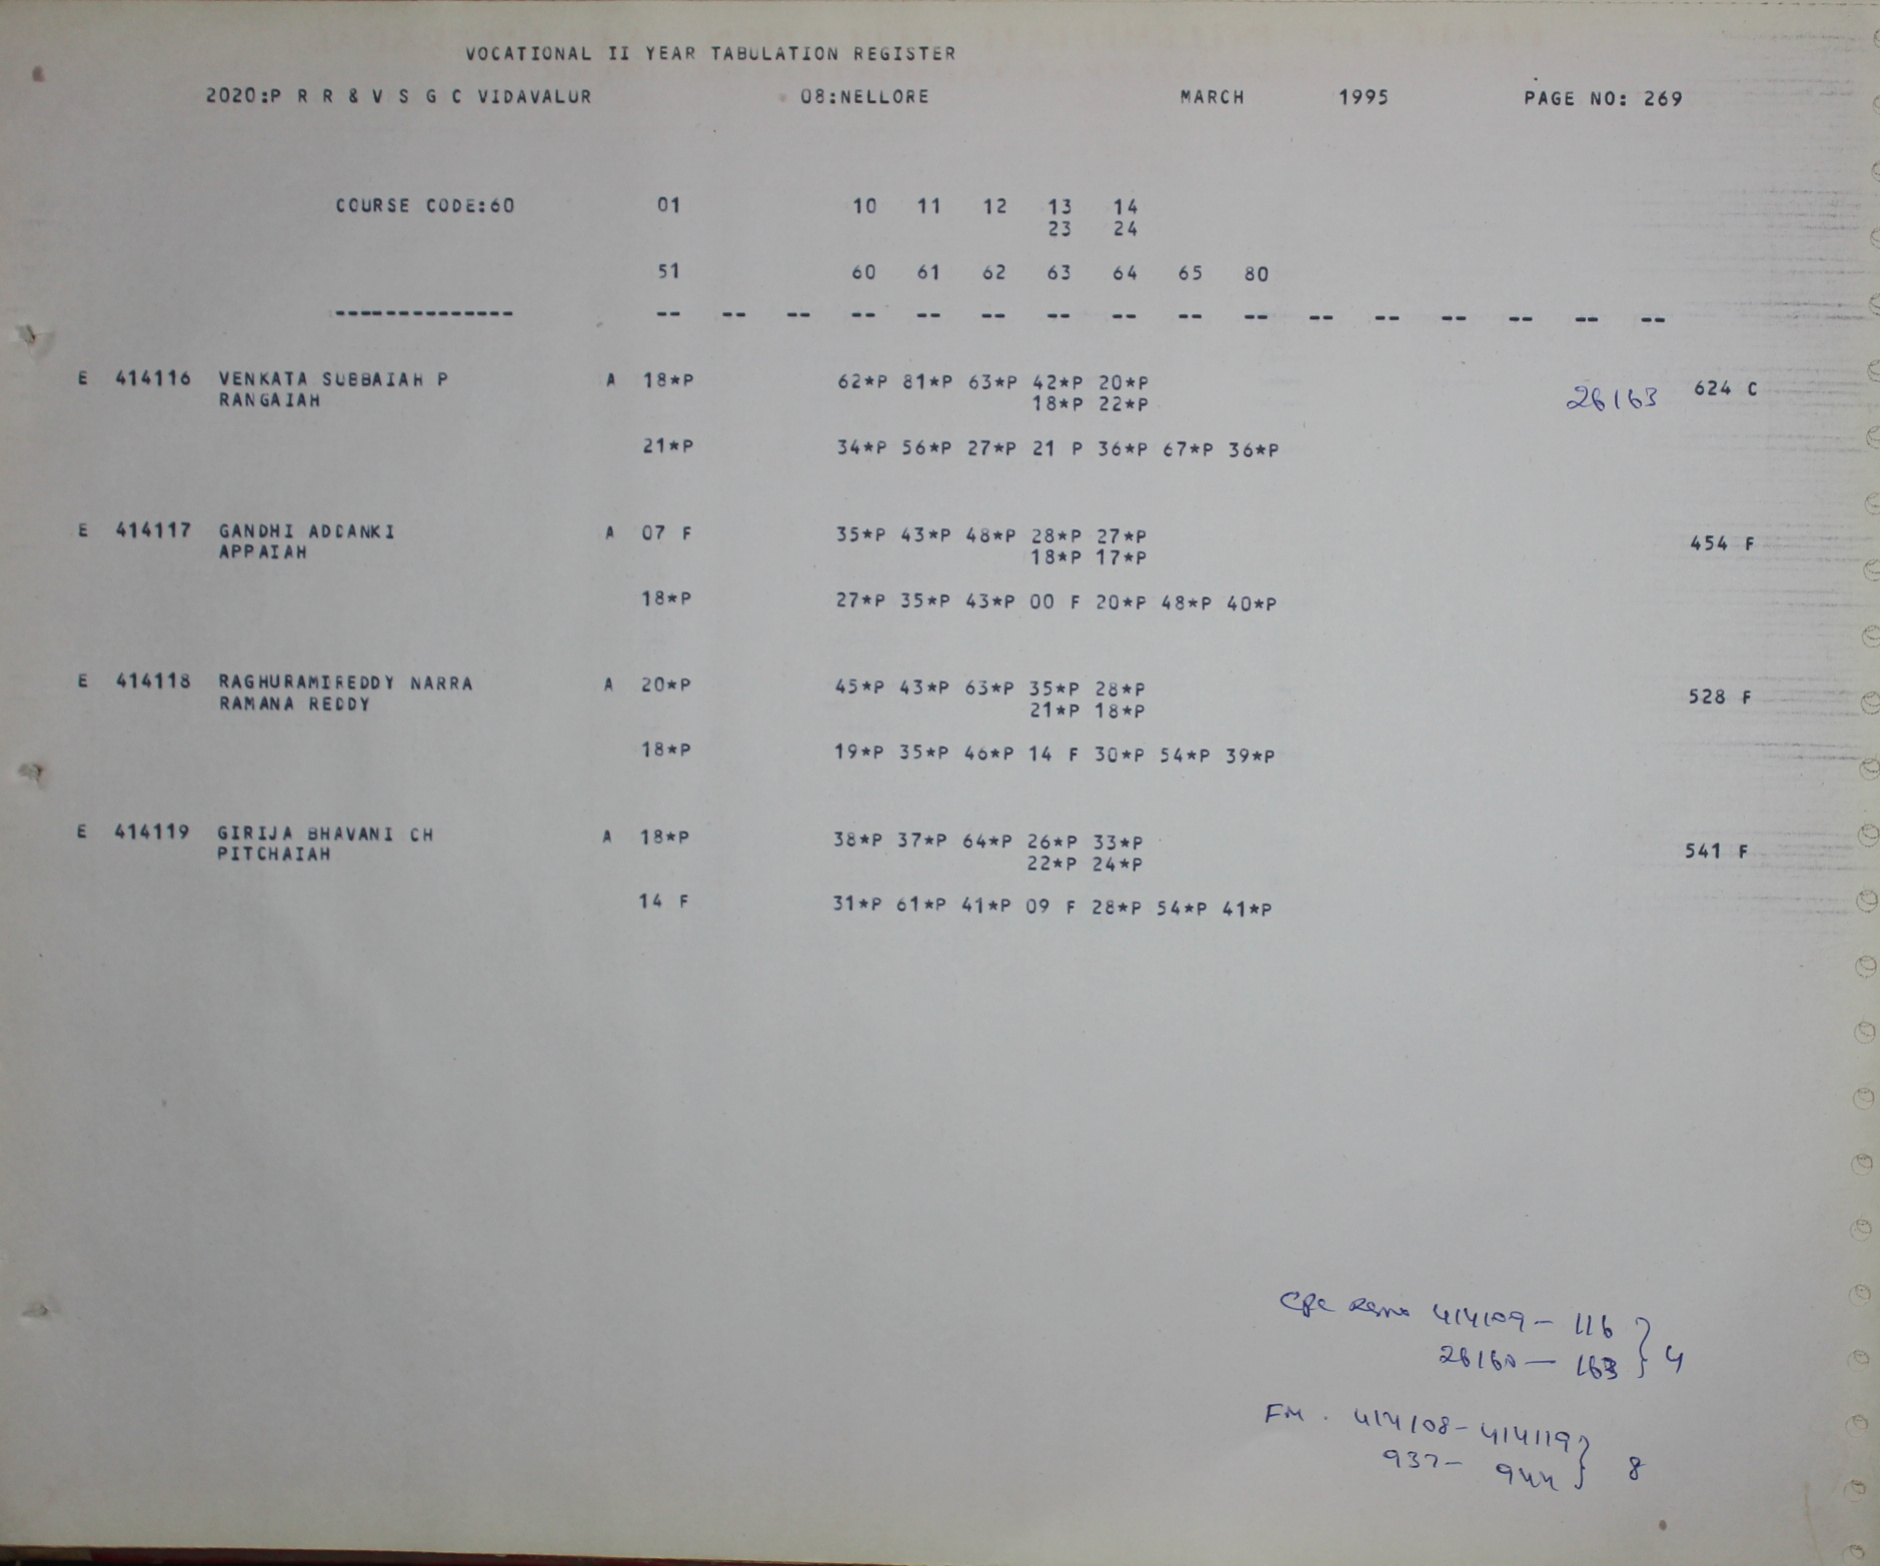 VOCATIONAL II YEAR TABULATION REGISTER
2020:P R R & V S G C VIDAVALUR 08:NELLORE MARCH 1995 PAGE NO: 269
COURSE CODE:60 01 10 11 12 13 14
23 24
51 60 61 62 63 64 65 80
-------------- -- -- -- -- -- -- -- -- -- -- -- -- -- -- -- --
E 414116 VENKATA SUBBAIAH P A 18*P 62*P 81*P 63*P 42*P 20*P 26163 624 C
RANGAIAH 18*P 22*P
21*P 34*P 56*P 27*P 21 P 36*P 67*P 36*P
E 414117 GANDHI ADDANKI A 07 F 35*P 43*P 48*P 28*P 27*P 454 F
APPAIAH 18*P 17*P
18*P 27*P 35*P 43*P 00 F 20*P 48*P 40*P
E 414118 RAGHURAMIREDDY NARRA A 20*P 45*P 43*P 63*P 35*P 28*P 528 F
RAMANA REDDY 21*P 18*P
18*P 19*P 35*P 46*P 14 F 30*P 54*P 39*P
E 414119 GIRIJA BHAVANI CH A 18*P 38*P 37*P 64*P 26*P 33*P 541 F
PITCHAIAH 22*P 24*P
14 F 31*P 61*P 41*P 09 F 28*P 54*P 41*P
414109 - 116
26160 - 163 } 4
FM . 414108 - 414119
937 - 944 } 8